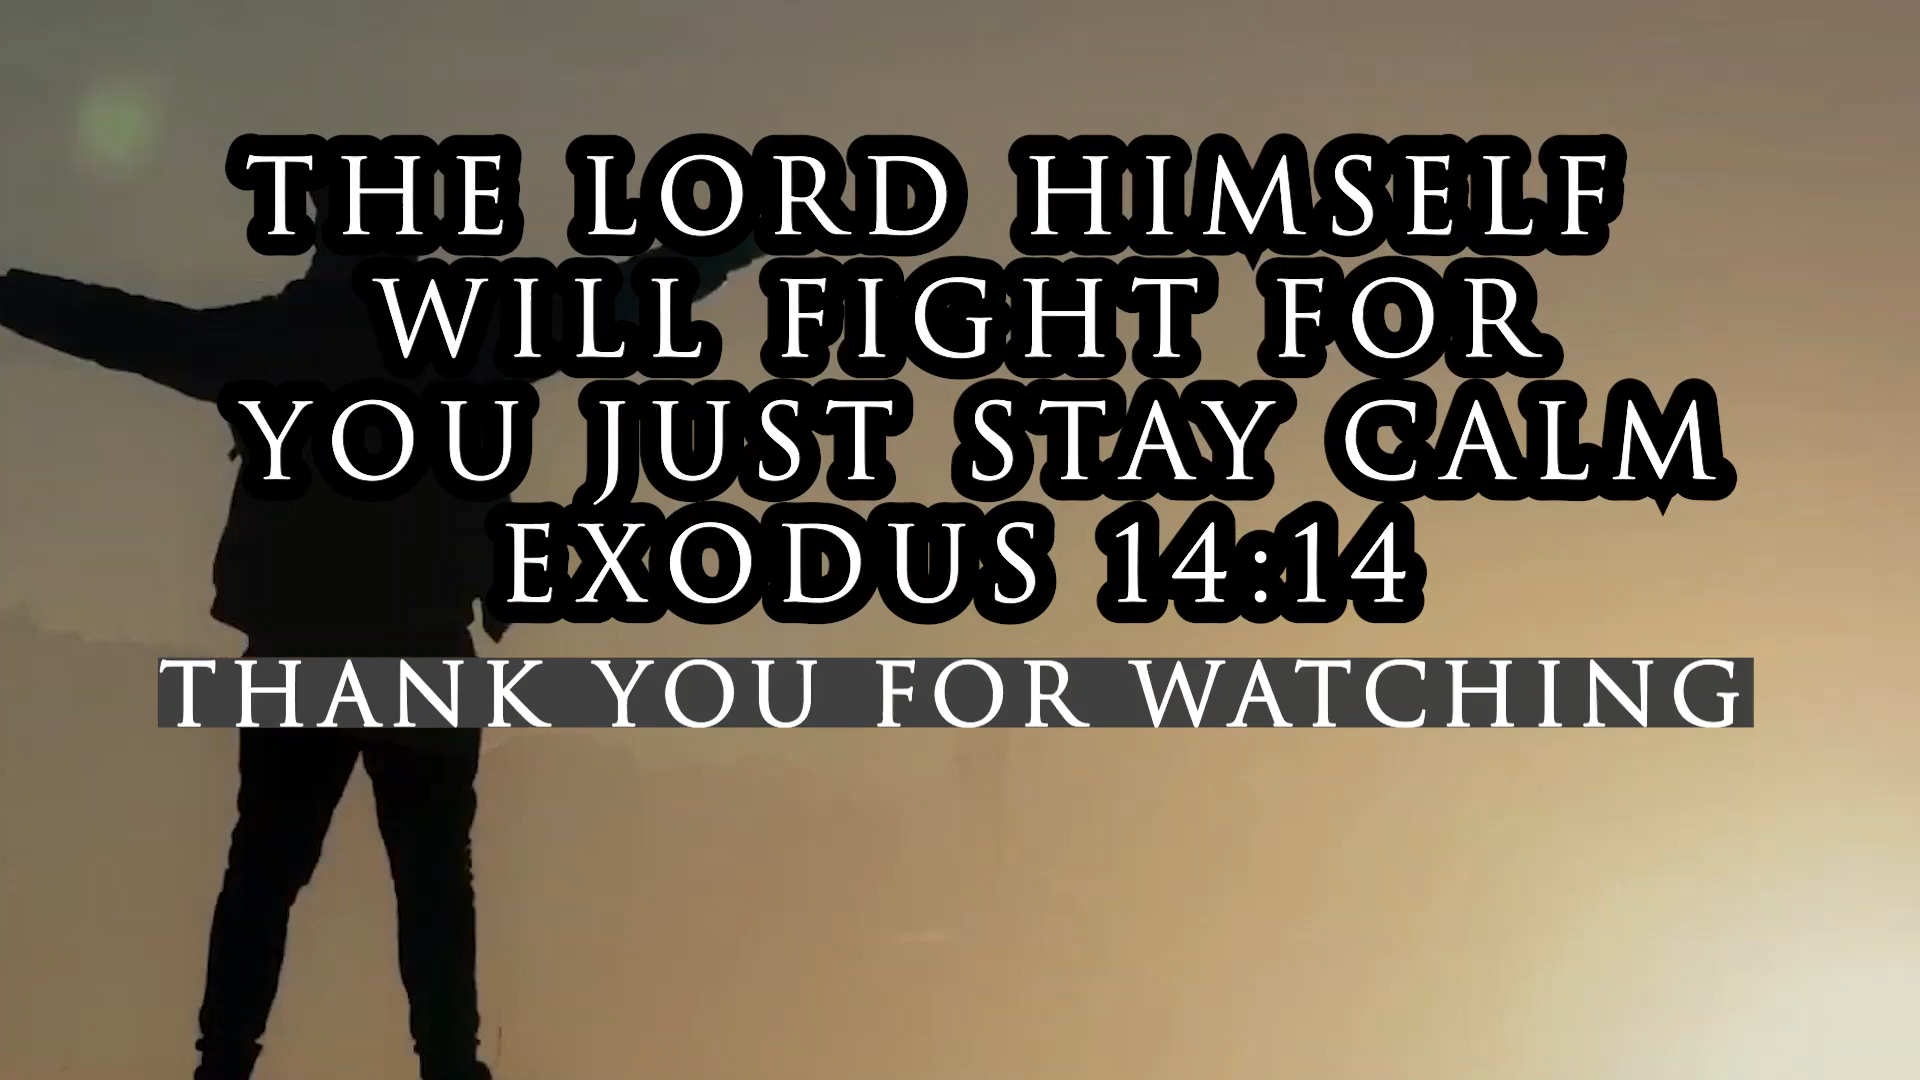 THE LORD HIMSELF
WILL FIGHT FOR
YOU JUST STAY CALM
EXODUS 14:14
THANK YOU FOR WATCHING